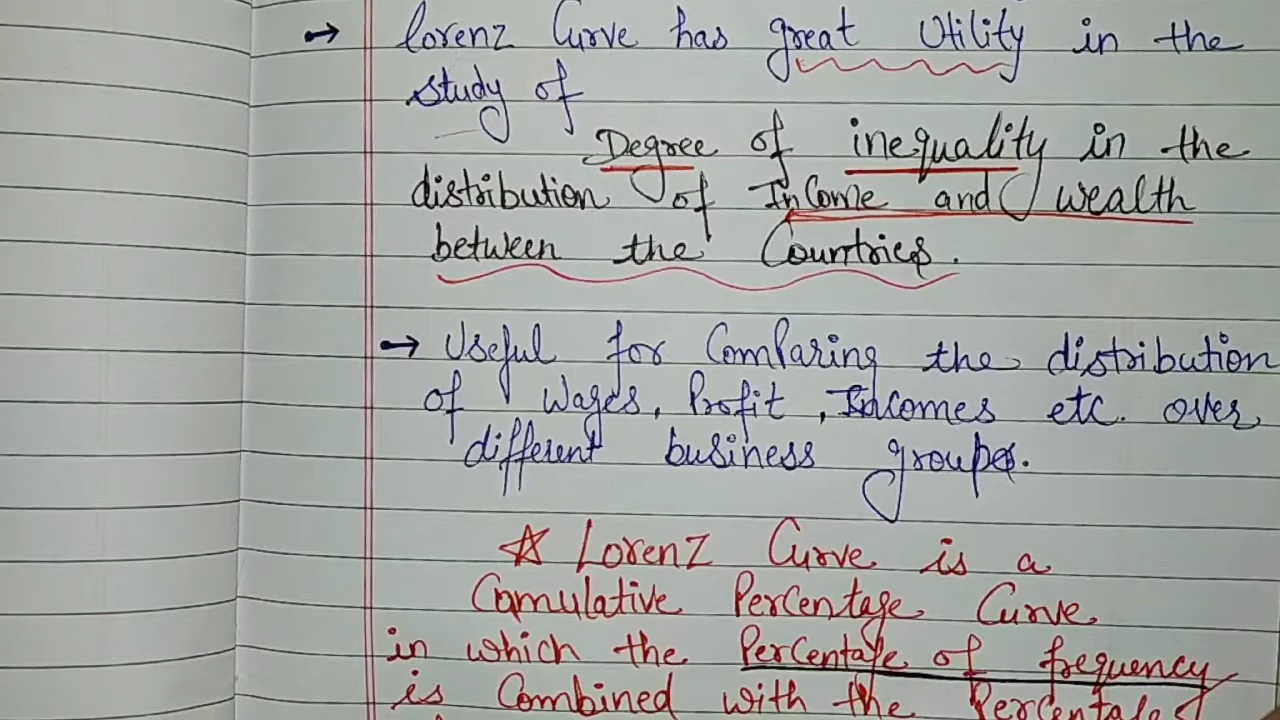 → Lorenz Curve has great Utility in the
study of
Degree of inequality in the
distribution of Income and wealth
between the Countries.
→ Useful for Comparing the distribution
of Wages, Profit, Incomes etc. over
different business groups.
☆ Lorenz Curve is a
Comulative Percentage Curve
in which the Percentage of frequency
is Combined with the Percentage